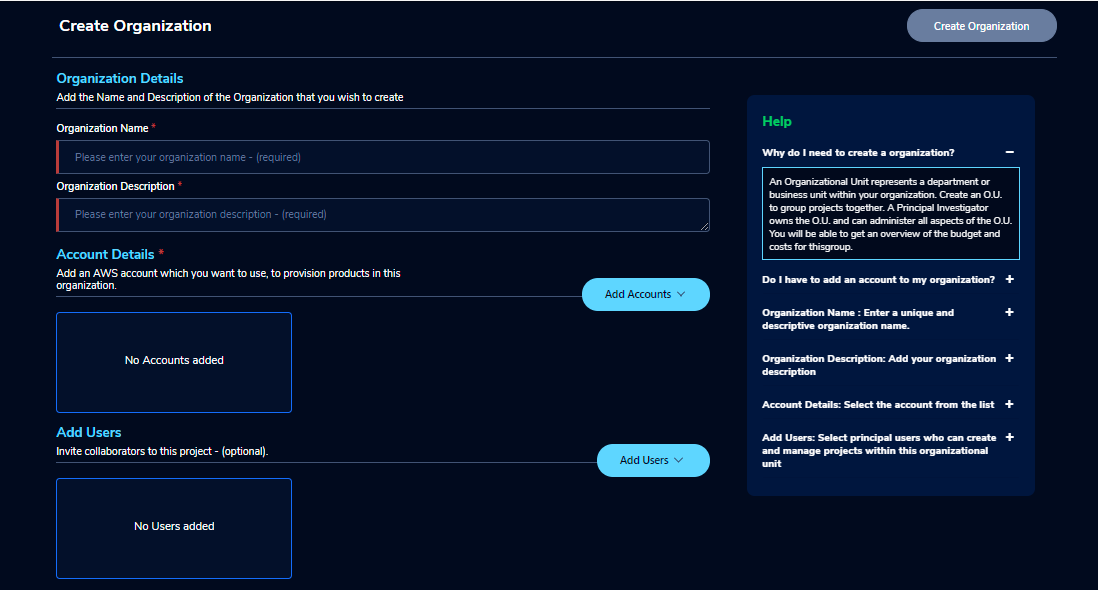 Create Organization
Create Organization
Organization Details
Add the Name and Description of the Organization that you wish to create
Organization Name *
Please enter your organization name - (required)
Organization Description *
Please enter your organization description - (required)
Account Details *
Add an AWS account which you want to use, to provision products in this
organization.
Add Accounts
No Accounts added
Add Users
Invite collaborators to this project - (optional).
Add Users
No Users added
Help
Why do I need to create a organization? −
An Organizational Unit represents a department or
business unit within your organization. Create an O.U.
to group projects together. A Principal Investigator
owns the O.U. and can administer all aspects of the O.U.
You will be able to get an overview of the budget and
costs for thisgroup.
Do I have to add an account to my organization? +
Organization Name : Enter a unique and +
descriptive organization name.
Organization Description: Add your organization +
description
Account Details: Select the account from the list +
Add Users: Select principal users who can create +
and manage projects within this organizational
unit